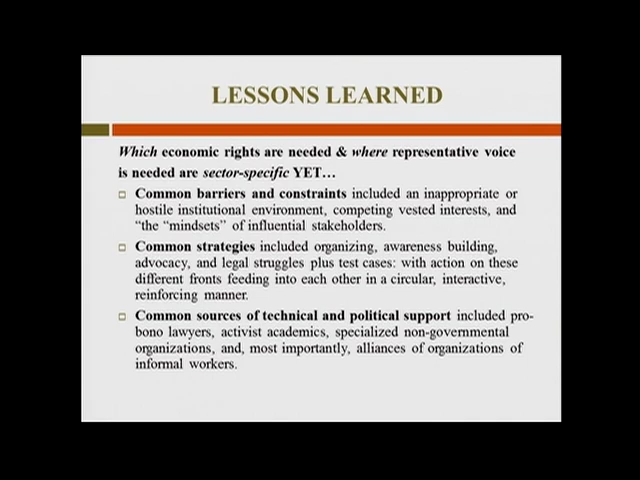 LESSONS LEARNED
Which economic rights are needed & where representative voice
is needed are sector-specific YET…
Common barriers and constraints included an inappropriate or
hostile institutional environment, competing vested interests, and
“the “mindsets” of influential stakeholders.
Common strategies included organizing, awareness building,
advocacy, and legal struggles plus test cases: with action on these
different fronts feeding into each other in a circular, interactive,
reinforcing manner.
Common sources of technical and political support included pro-
bono lawyers, activist academics, specialized non-governmental
organizations, and, most importantly, alliances of organizations of
informal workers.